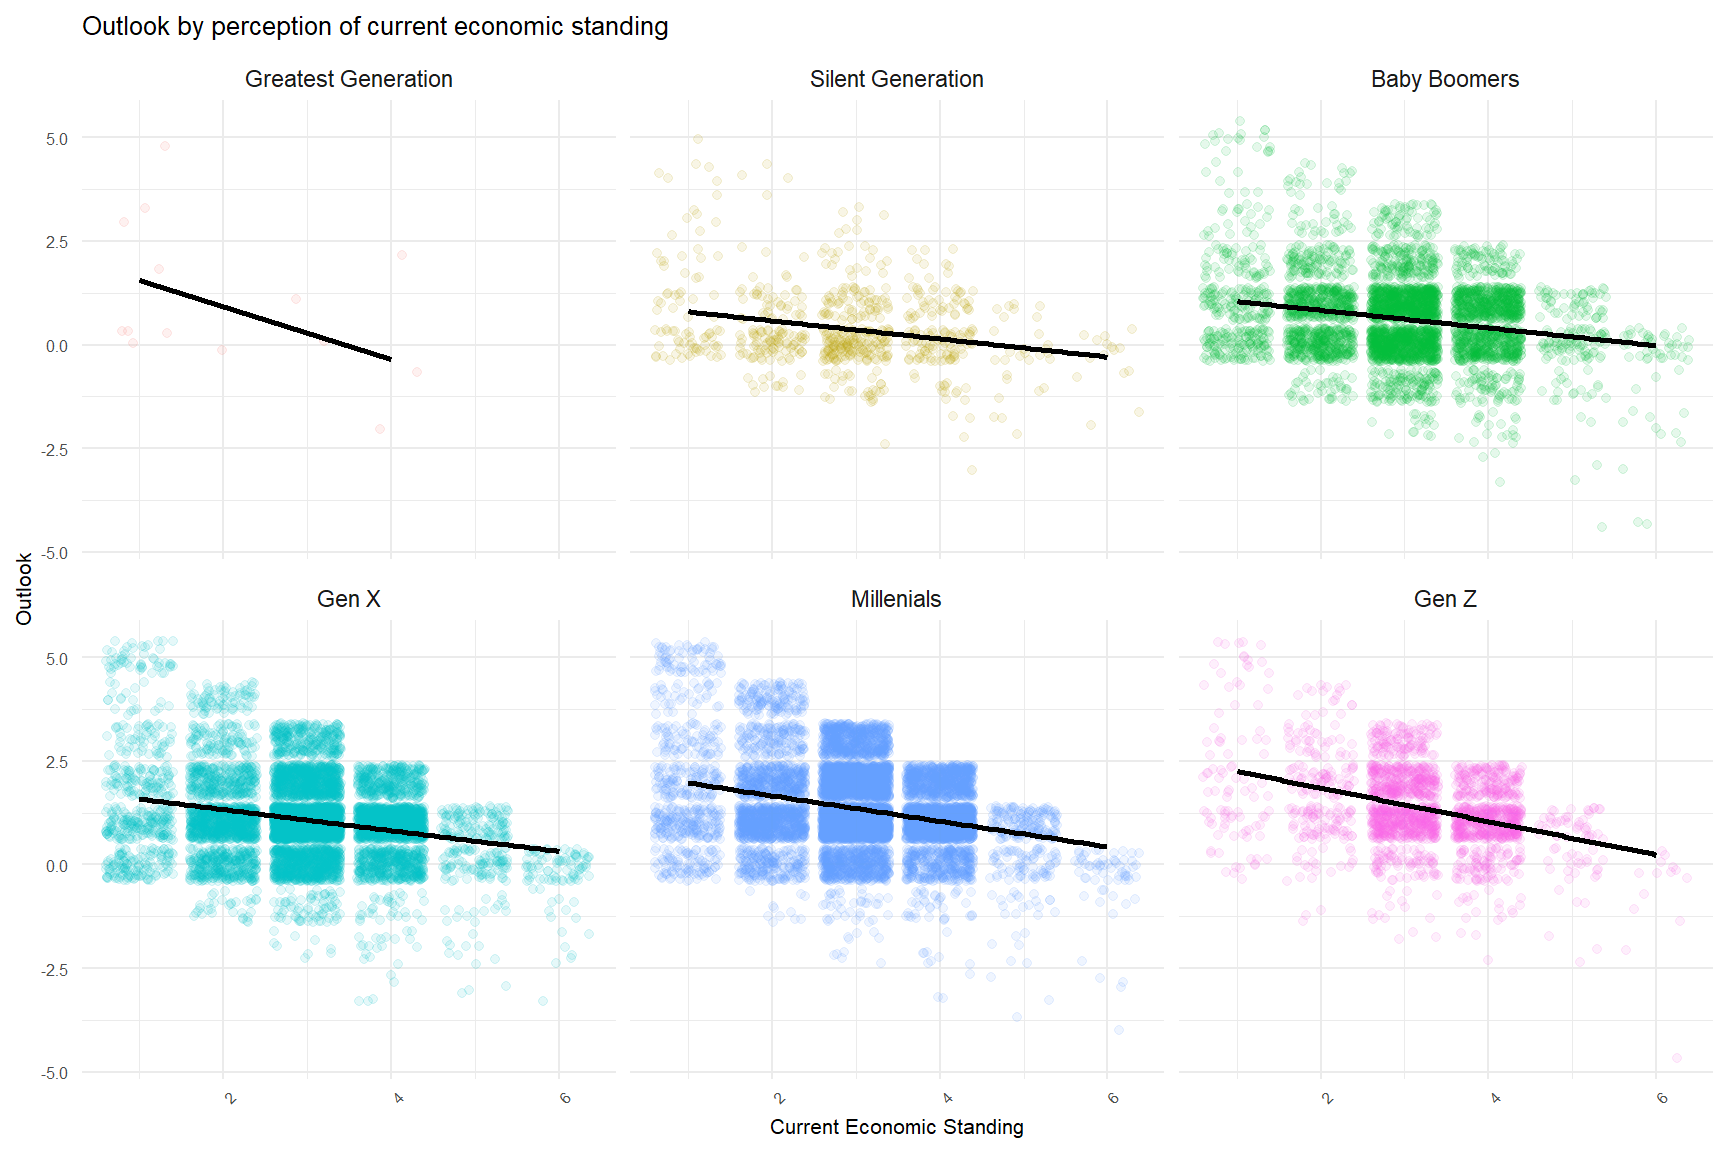 Outlook by perception of current economic standing
Greatest Generation
Silent Generation
Baby Boomers
5.0
2.5
0.0
-2.5
-5.0
Outlook
Gen X
Millenials
Gen Z
5.0
2.5
0.0
-2.5
-5.0
2
4
6
2
4
6
2
4
6
Current Economic Standing